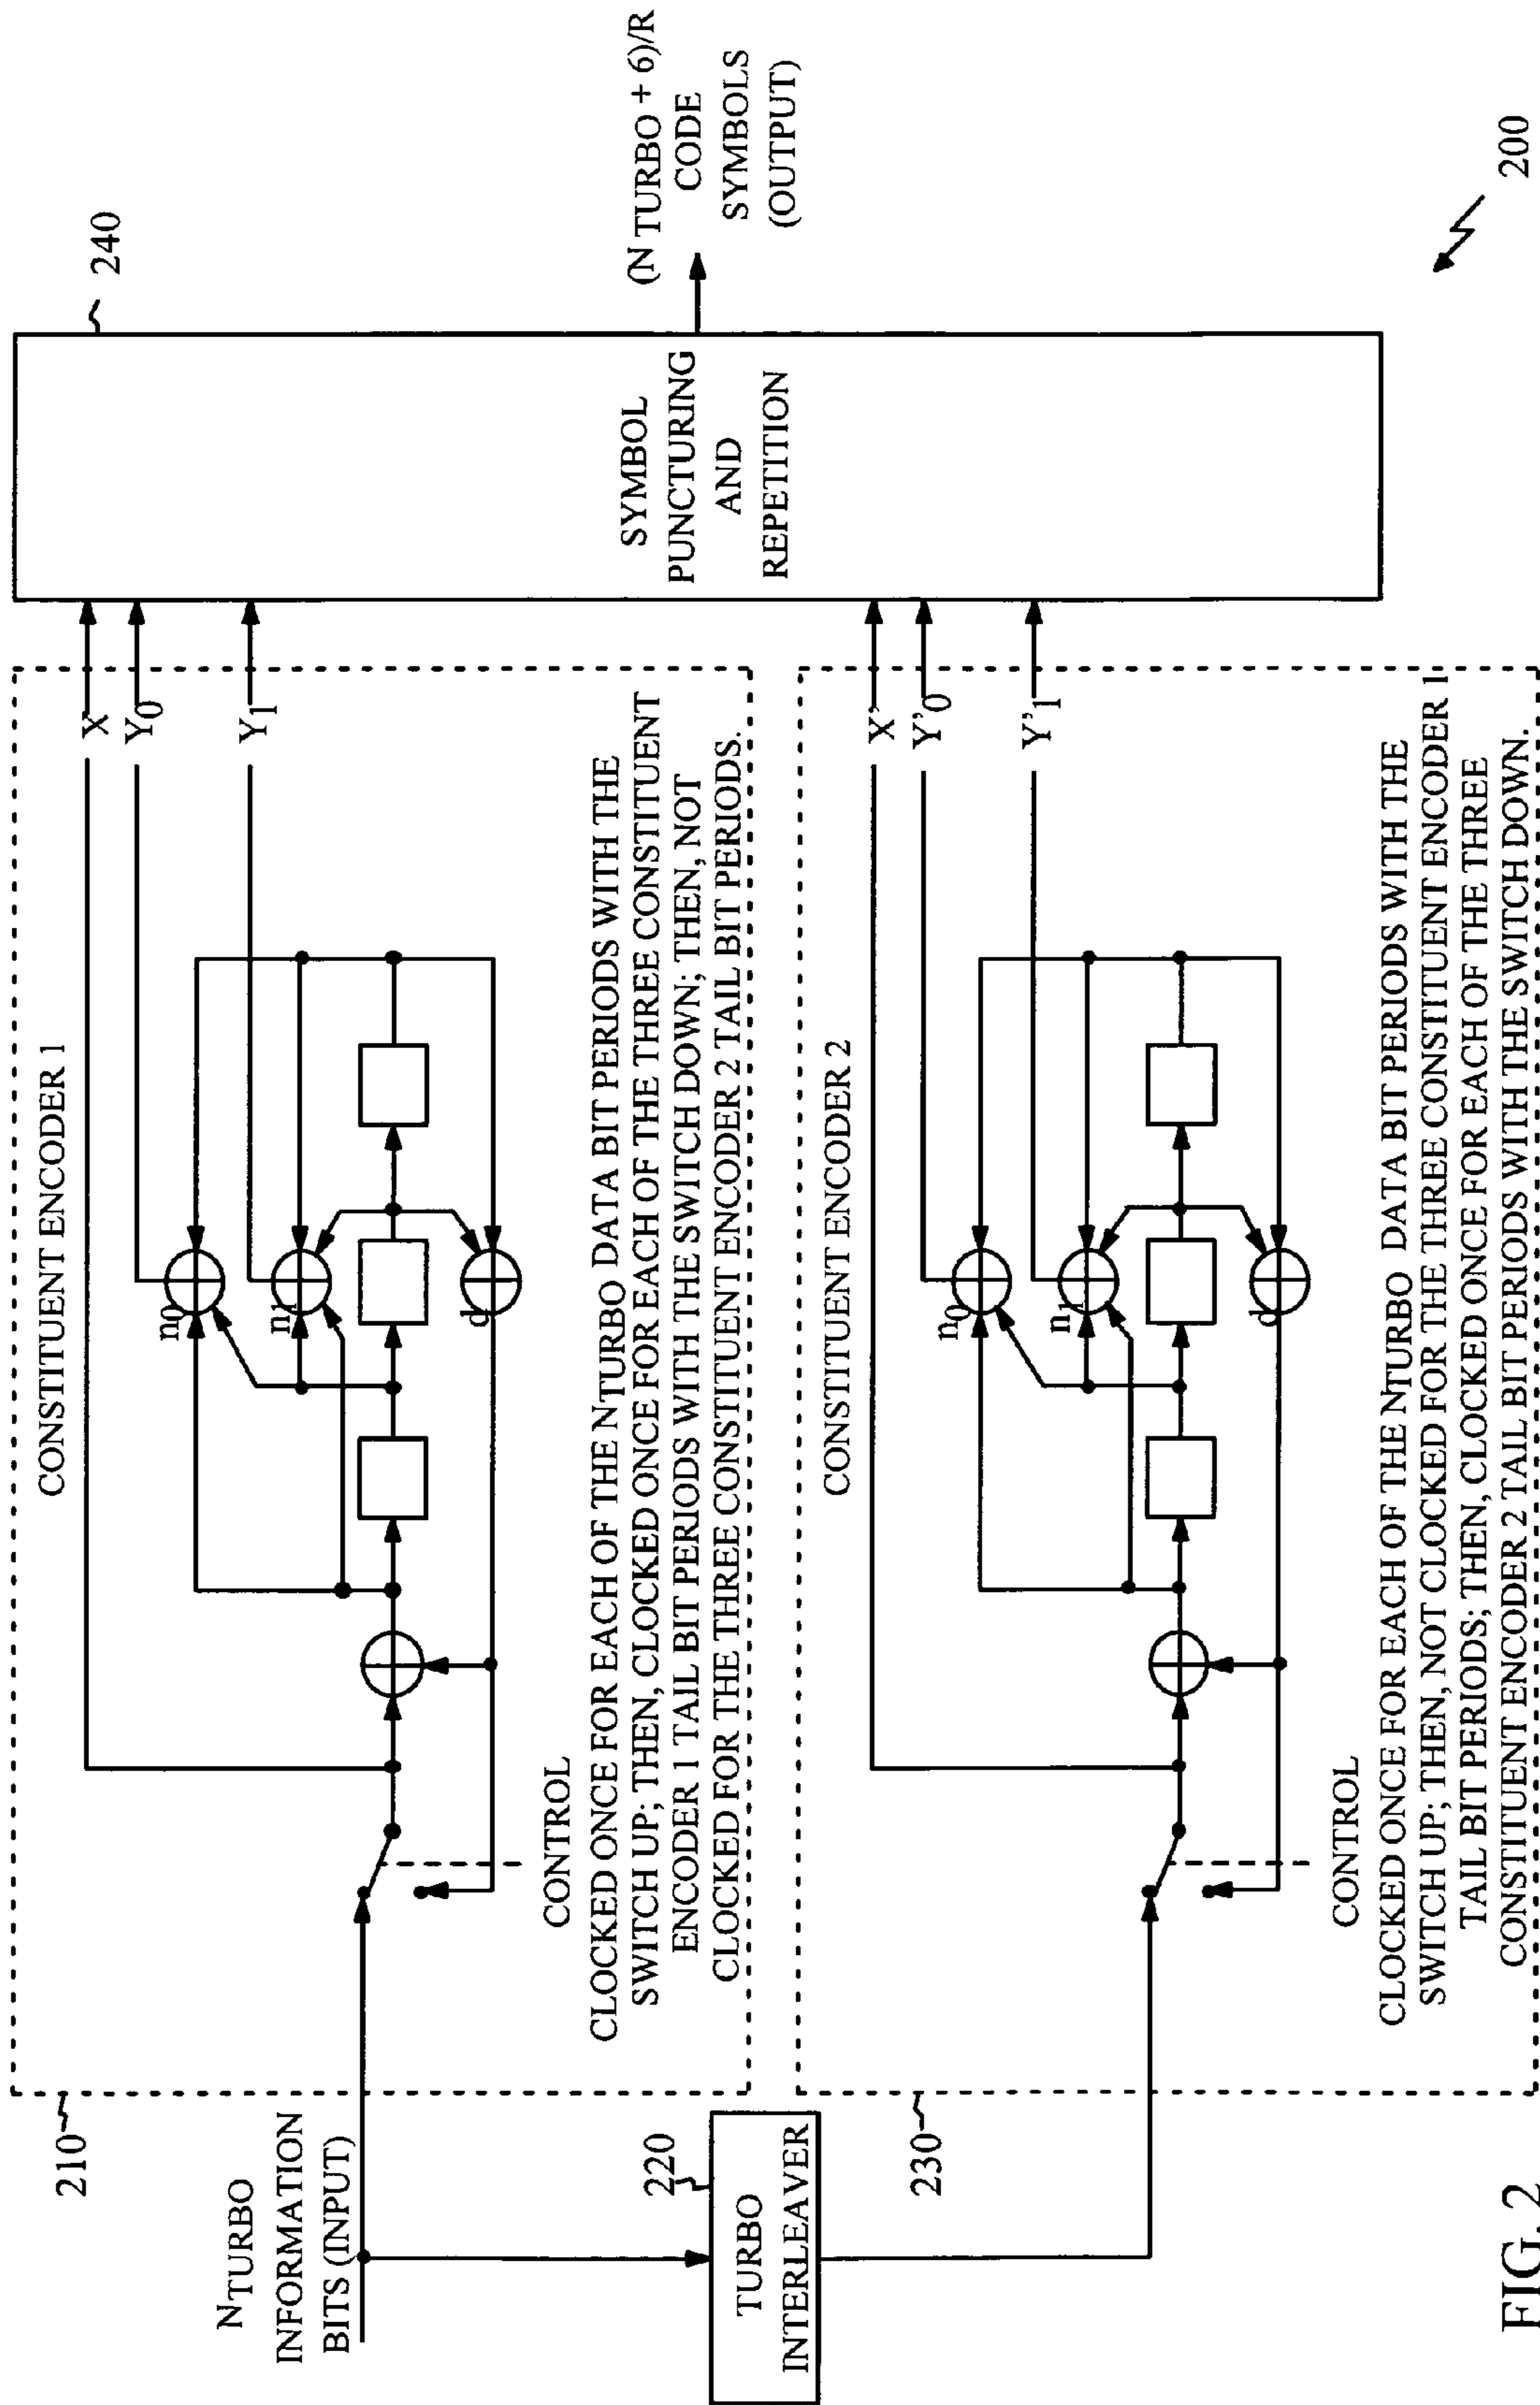 210
CONSTITUENT ENCODER 1
N TURBO
INFORMATION
BITS (INPUT)
X
Y0
Y1
n0
n1
d
CONTROL
CLOCKED ONCE FOR EACH OF THE NTURBO DATA BIT PERIODS WITH THE
SWITCH UP; THEN, CLOCKED ONCE FOR EACH OF THE THREE CONSTITUENT
ENCODER 1 TAIL BIT PERIODS WITH THE SWITCH DOWN; THEN, NOT
CLOCKED FOR THE THREE CONSTITUENT ENCODER 2 TAIL BIT PERIODS.
220
TURBO
INTERLEAVER
230
CONSTITUENT ENCODER 2
X'
Y'0
Y'1
n0
n1
d
CONTROL
CLOCKED ONCE FOR EACH OF THE NTURBO DATA BIT PERIODS WITH THE
SWITCH UP; THEN, NOT CLOCKED FOR THE THREE CONSTITUENT ENCODER 1
TAIL BIT PERIODS; THEN, CLOCKED ONCE FOR EACH OF THE THREE
CONSTITUENT ENCODER 2 TAIL BIT PERIODS WITH THE SWITCH DOWN.
240
SYMBOL
PUNCTURING
AND
REPETITION
(N TURBO + 6)/R
CODE
SYMBOLS
(OUTPUT)
200
FIG. 2